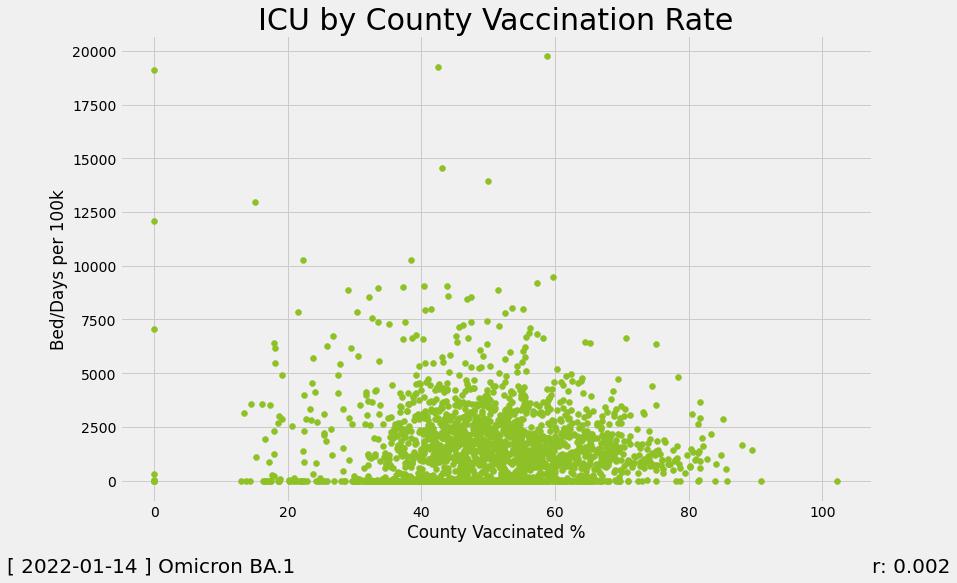 ICU by County Vaccination Rate
20000
17500
15000
12500
10000
7500
5000
2500
0
Bed/Days per 100k
0 20 40 60 80 100
County Vaccinated %
[ 2022-01-14 ] Omicron BA.1
r: 0.002